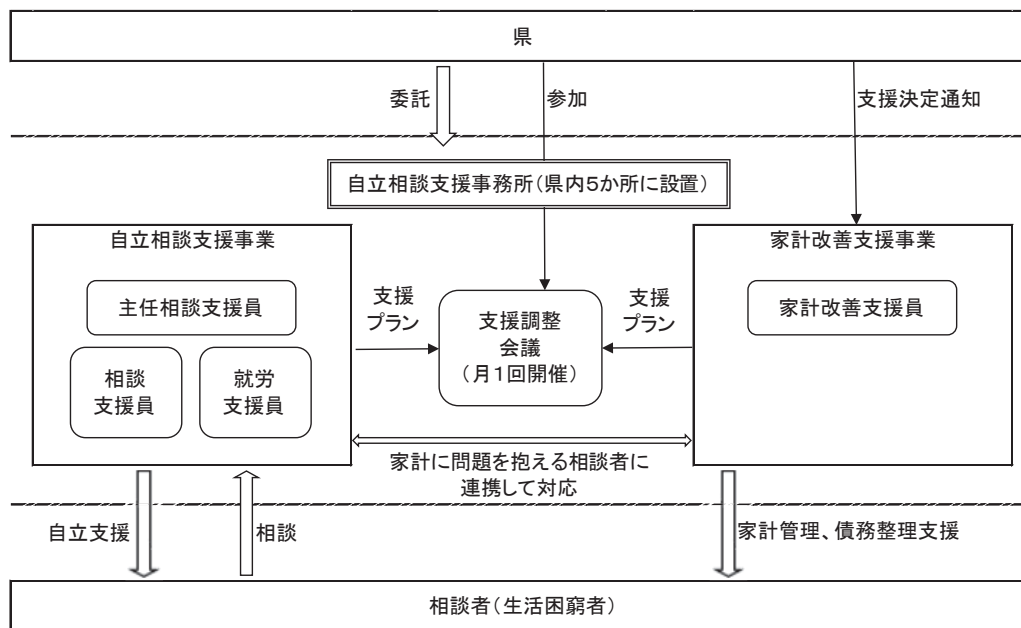 県
委託
参加
支援決定通知
自立相談支援事務所（県内５か所に設置）
自立相談支援事業
家計改善支援事業
主任相談支援員
相談
支援員
就労
支援員
支援
プラン
支援調整
会議
（月１回開催）
支援
プラン
家計改善支援員
家計に問題を抱える相談者に
連携して対応
自立支援
相談
家計管理、債務整理支援
相談者（生活困窮者）